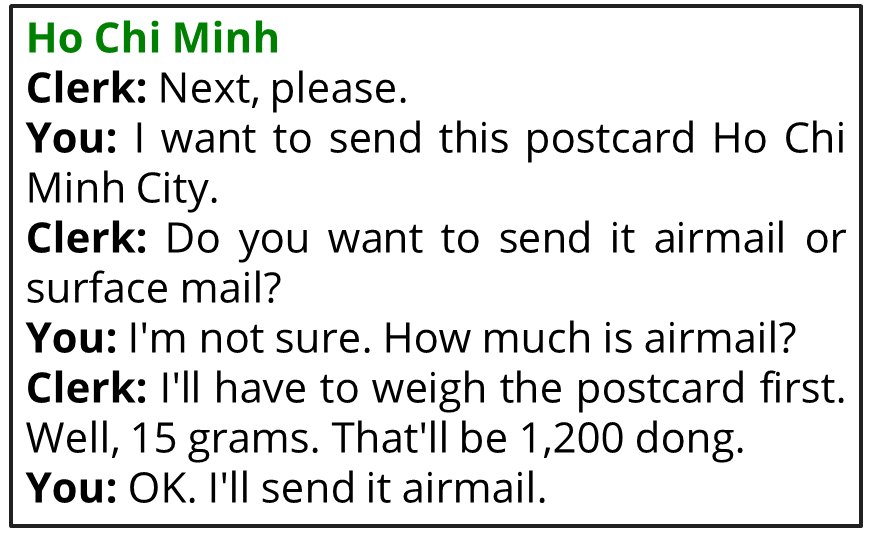 Ho Chi Minh
Clerk: Next, please.
You: I want to send this postcard Ho Chi
Minh City.
Clerk: Do you want to send it airmail or
surface mail?
You: I'm not sure. How much is airmail?
Clerk: I'll have to weigh the postcard first.
Well, 15 grams. That'll be 1,200 dong.
You: OK. I'll send it airmail.